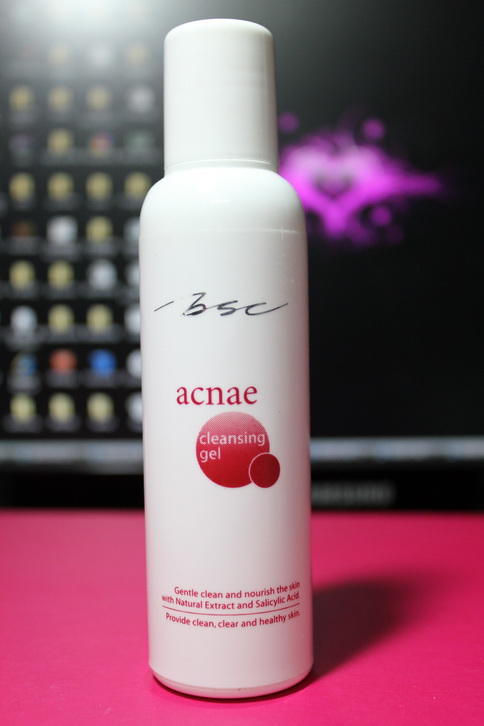 bsc
acnae
cleansing
gel
Gentle clean and nourish the skin
with Natural Extract and Salicylic Acid.
Provide clean, clear and healthy skin.